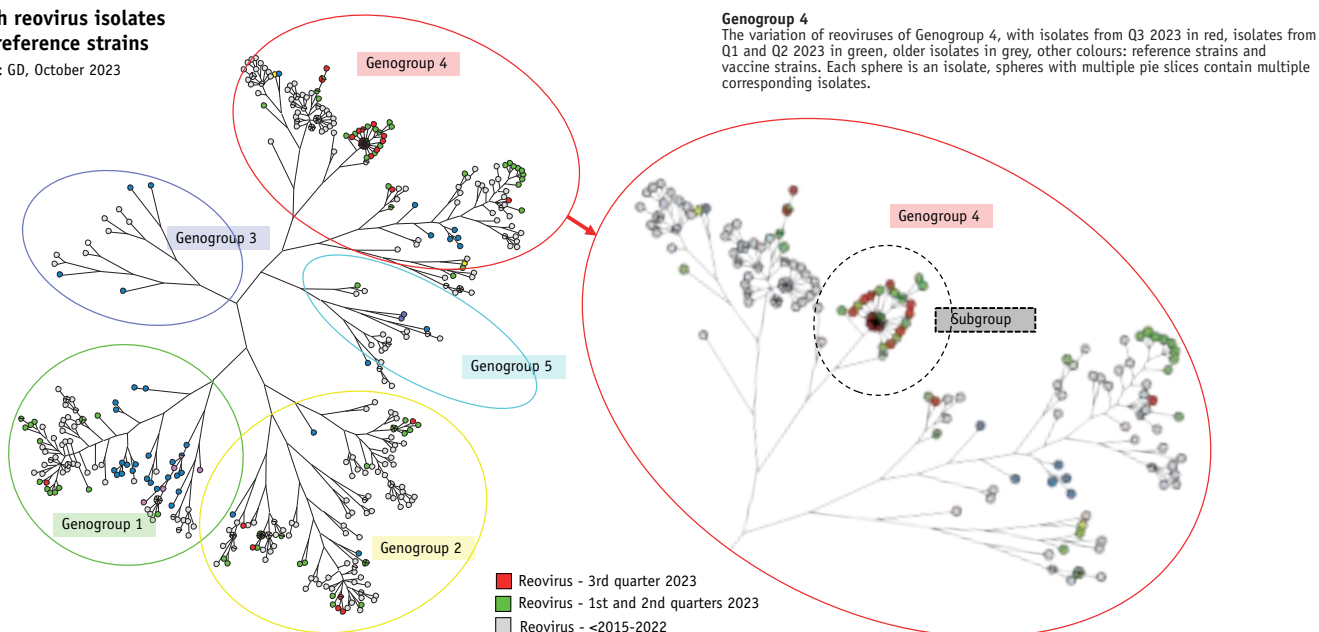 h reovirus isolates
reference strains
: GD, October 2023
Genogroup 4
The variation of reoviruses of Genogroup 4, with isolates from Q3 2023 in red, isolates from
Q1 and Q2 2023 in green, older isolates in grey, other colours: reference strains and
vaccine strains. Each sphere is an isolate, spheres with multiple pie slices contain multiple
corresponding isolates.
Genogroup 4
Genogroup 3
Genogroup 5
Genogroup 1
Genogroup 2
Genogroup 4
Subgroup
Reovirus - 3rd quarter 2023
Reovirus - 1st and 2nd quarters 2023
Reovirus - <2015-2022